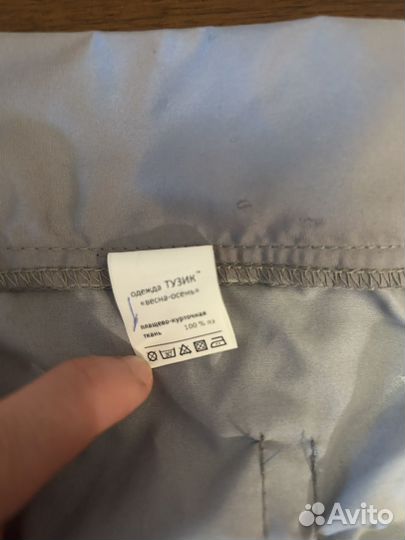 одежда ТУЗИК™
«весна-осень»
плащево-курточная
ткань 100 % пэ
Avito